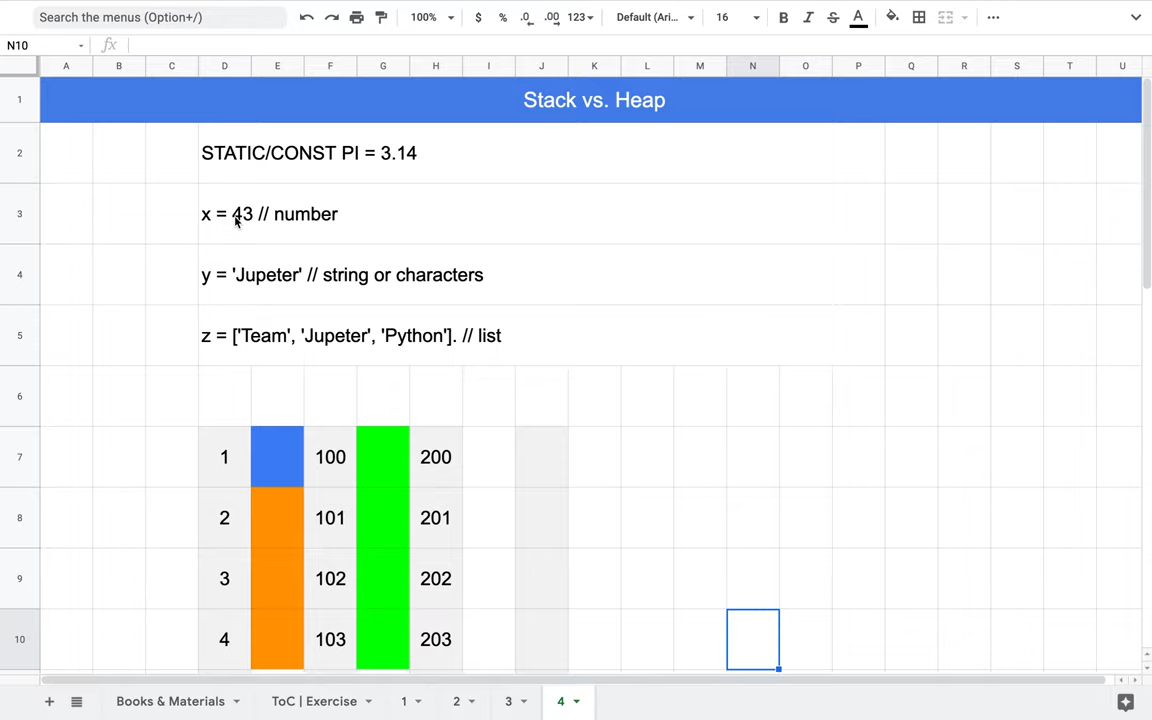 Search the menus (Option+/)
100%
$ % .0 .00 123
Default (Ari...
16
B I S A
N10
fx
A B C D E F G H I J K L M N O P Q R S T U
1 Stack vs. Heap
2 STATIC/CONST PI = 3.14
3 x = 43 // number
4 y = 'Jupeter' // string or characters
5 z = ['Team', 'Jupeter', 'Python']. // list
6
7 1 100 200
8 2 101 201
9 3 102 202
10 4 103 203
Books & Materials ToC | Exercise 1 2 3 4